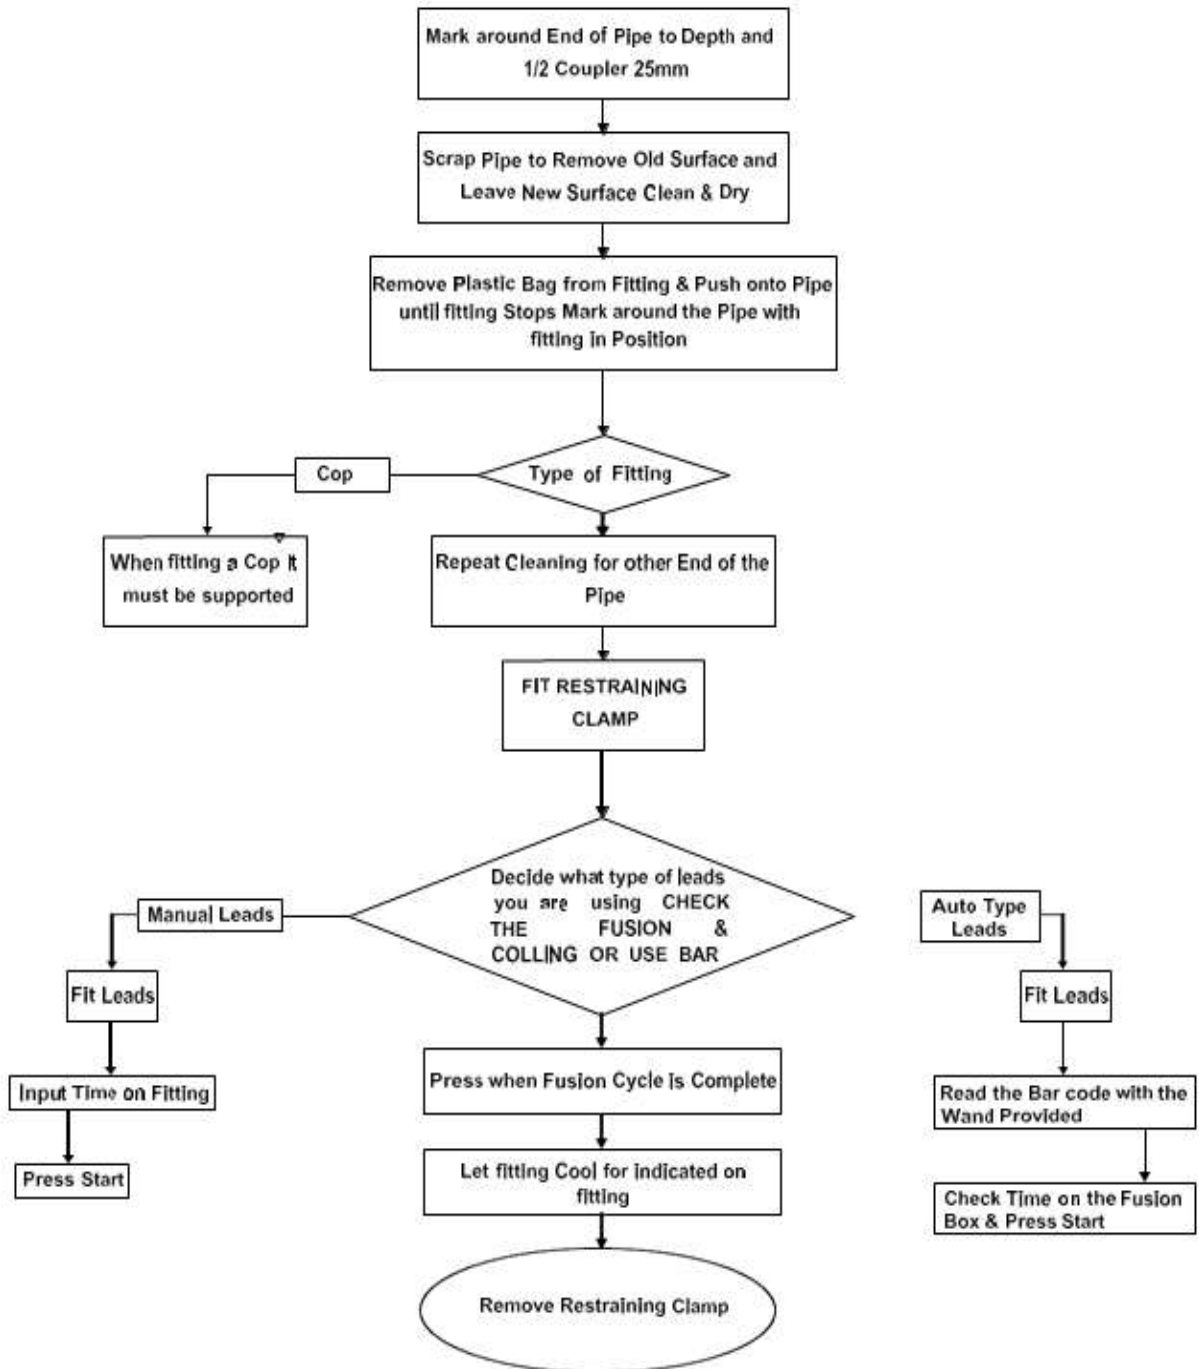 Mark around End of Pipe to Depth and
1/2 Coupler 25mm
Scrap Pipe to Remove Old Surface and
Leave New Surface Clean & Dry
Remove Plastic Bag from Fitting & Push onto Pipe
until fitting Stops Mark around the Pipe with
fitting in Position
Type of Fitting
Cop
When fitting a Cop It
must be supported
Repeat Cleaning for other End of the
Pipe
FIT RESTRAINING
CLAMP
Decide what type of leads
you are using CHECK
THE FUSION &
COLLING OR USE BAR
Manual Leads
Fit Leads
Input Time on Fitting
Press Start
Auto Type
Leads
Fit Leads
Read the Bar code with the
Wand Provided
Check Time on the Fusion
Box & Press Start
Press when Fusion Cycle is Complete
Let fitting Cool for indicated on
fitting
Remove Restraining Clamp